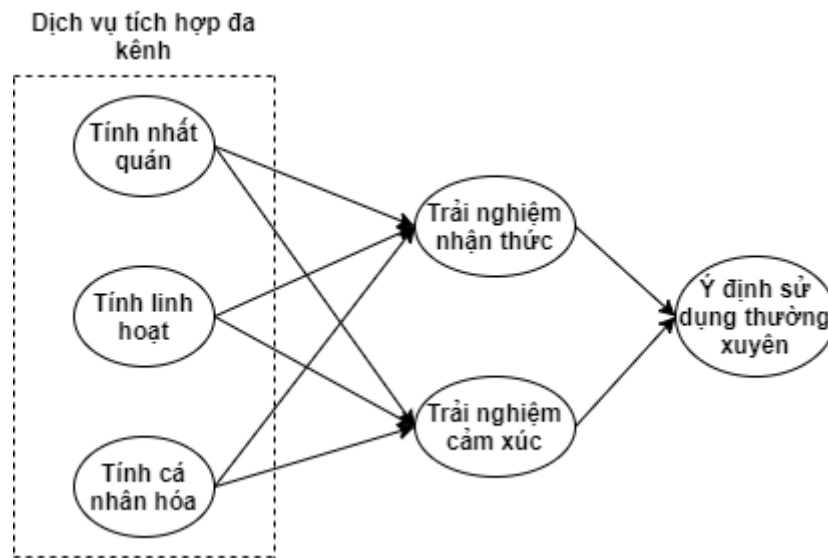 Dịch vụ tích hợp đa
kênh
Tính nhất
quán
Trải nghiệm
nhận thức
Tính linh
hoạt
Ý định sử
dụng thường
xuyên
Trải nghiệm
cảm xúc
Tính cá
nhân hóa